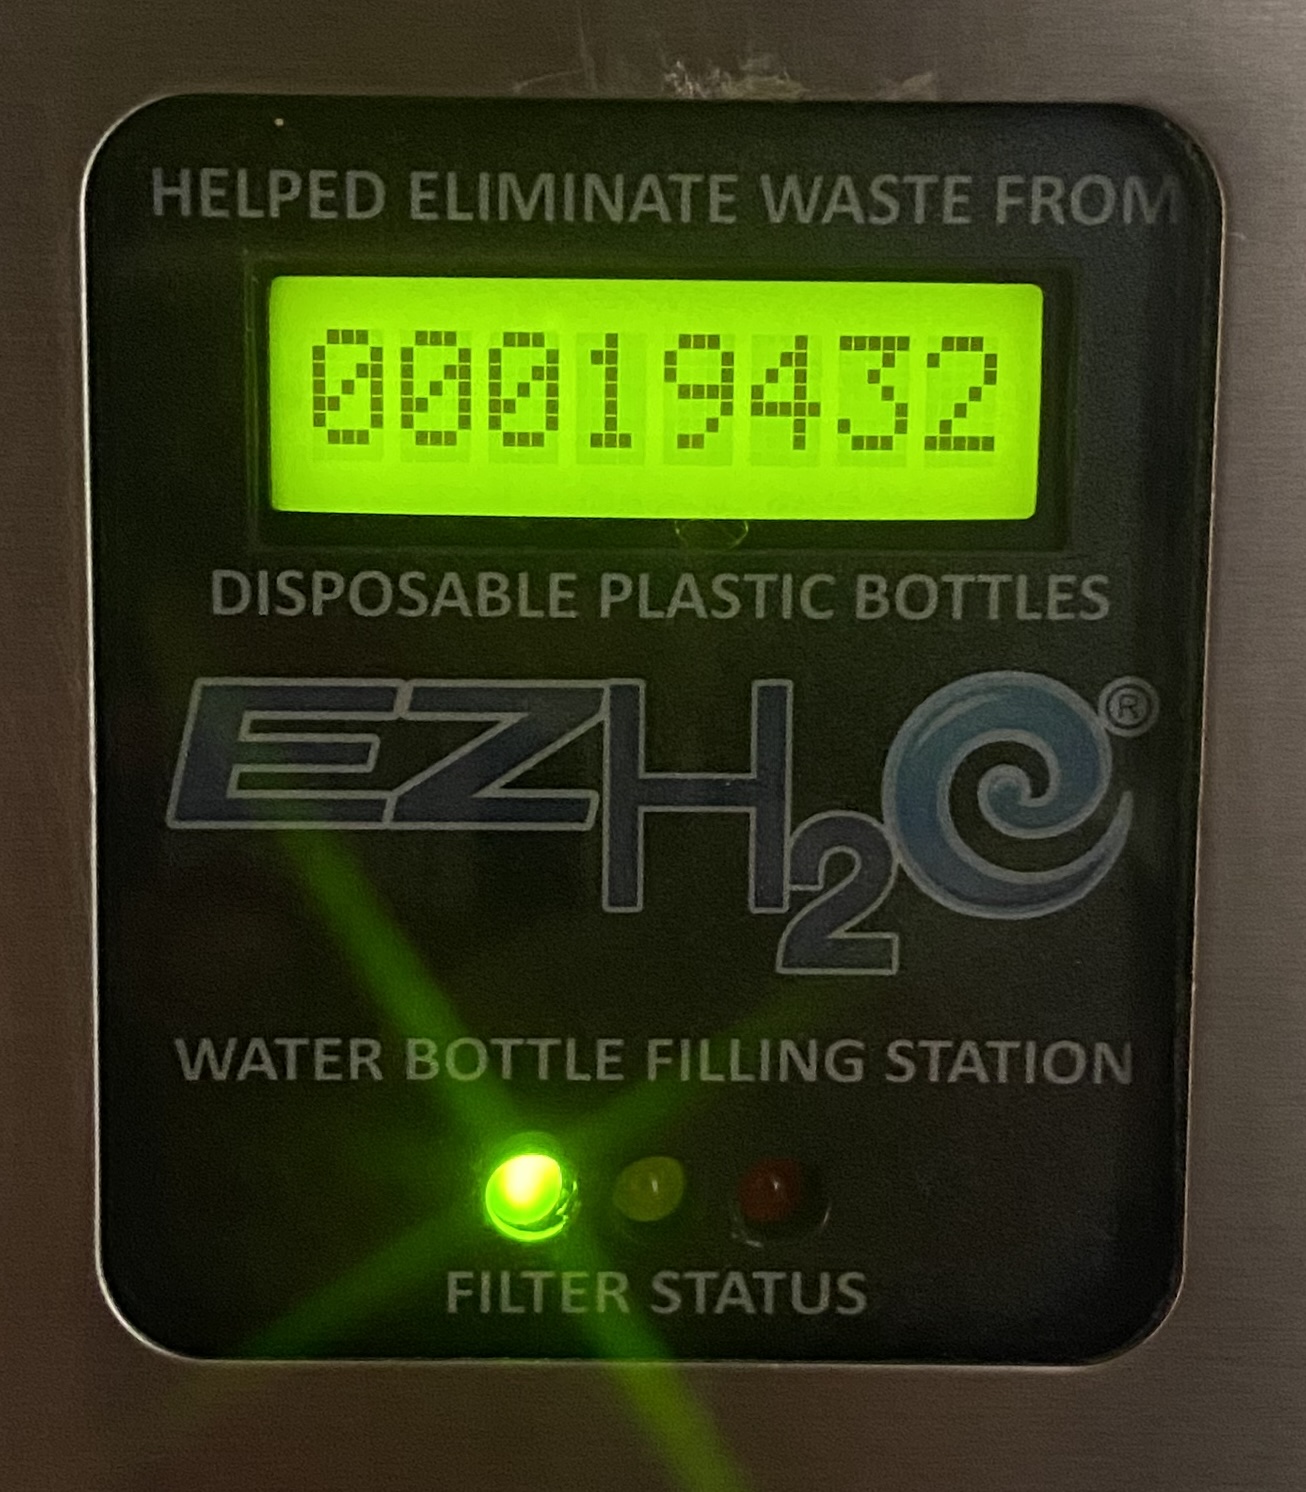 HELPED ELIMINATE WASTE FROM
00019432
DISPOSABLE PLASTIC BOTTLES
EZH2O®
WATER BOTTLE FILLING STATION
FILTER STATUS